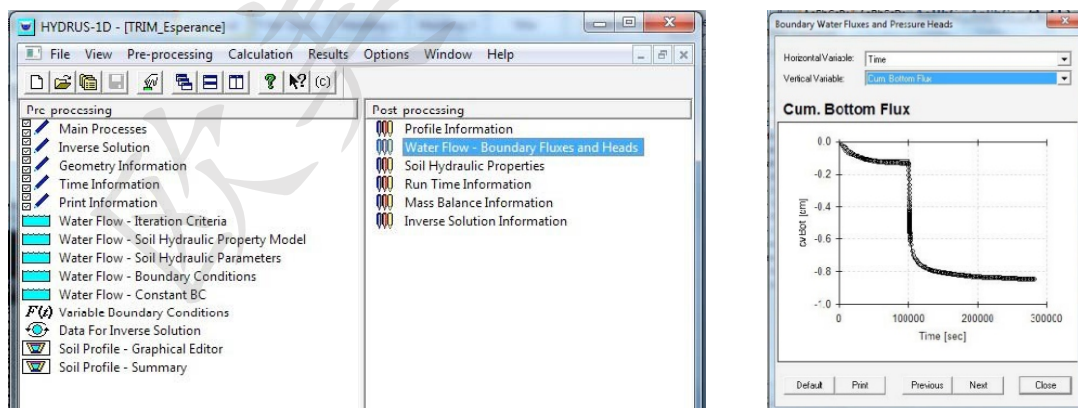 HYDRUS-1D - [TRIM_Esperance]
File View Pre-processing Calculation Results Options Window Help
(c)
Pre processing
Main Processes
Inverse Solution
Geometry Information
Time Information
Print Information
Water Flow - Iteration Criteria
Water Flow - Soil Hydraulic Property Model
Water Flow - Soil Hydraulic Parameters
Water Flow - Boundary Conditions
Water Flow - Constant BC
F(t) Variable Boundary Conditions
Data For Inverse Solution
Soil Profile - Graphical Editor
Soil Profile - Summary
Post processing
Profile Information
Water Flow - Boundary Fluxes and Heads
Soil Hydraulic Properties
Run Time Information
Mass Balance Information
Inverse Solution Information
Boundary Water Fluxes and Pressure Heads
Horizontal Variable: Time
Vertical Variable: Cum. Bottom Flux
Cum. Bottom Flux
0.0
-0.2
-0.4
-0.6
-0.8
-1.0
cvBot [cm]
0 100000 200000 300000
Time [sec]
Default Print Previous Next Close